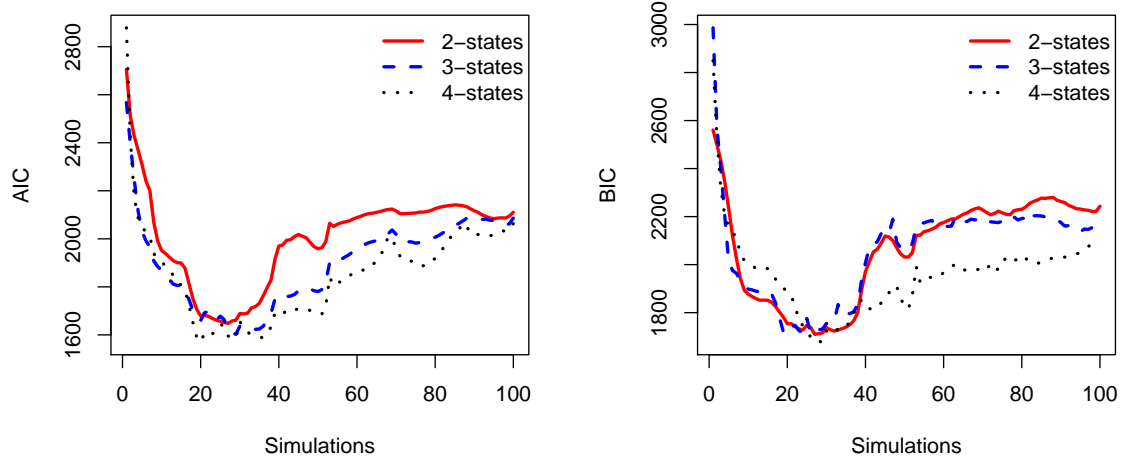 AIC
2800
2400
2000
1600
2-states
3-states
4-states
0 20 40 60 80 100
Simulations
BIC
3000
2600
2200
1800
2-states
3-states
4-states
0 20 40 60 80 100
Simulations